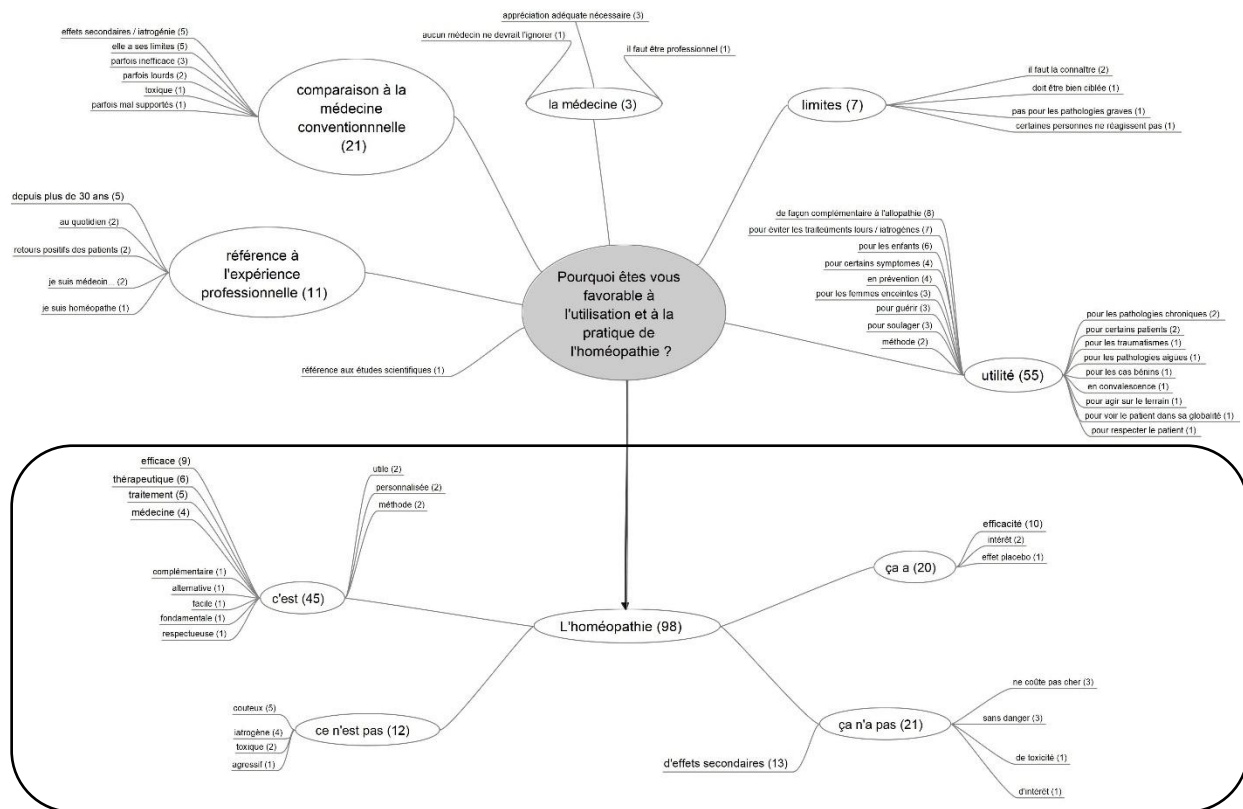 appréciation adéquate nécessaire (3)
aucun médecin ne devrait l'ignorer (1)
il faut être professionnel (1)
la médecine (3)
effets secondaires / iatrogénie (5)
elle a ses limites (5)
parfois inefficace (3)
parfois lourds (2)
toxique (1)
parfois mal supportés (1)
comparaison à la
médecine
conventionnnelle
(21)
il faut la connaître (2)
doit être bien ciblée (1)
pas pour les pathologies graves (1)
certaines personnes ne réagissent pas (1)
limites (7)
depuis plus de 30 ans (5)
au quotidien (2)
retours positifs des patients (2)
je suis médecin... (2)
je suis homéopathe (1)
référence à
l'expérience
professionnelle (11)
référence aux études scientifiques (1)
Pourquoi êtes vous
favorable à
l'utilisation et à la
pratique de
l'homéopathie ?
de façon complémentaire à l'allopathie (8)
pour éviter les traiteùments lours / iatrogènes (7)
pour les enfants (6)
pour certains symptomes (4)
en prévention (4)
pour les femmes enceintes (3)
pour guérir (3)
pour soulager (3)
méthode (2)
utilité (55)
pour les pathologies chroniques (2)
pour certains patients (2)
pour les traumatismes (1)
pour les pathologies aigues (1)
pour les cas bénins (1)
en convalescence (1)
pour agir sur le terrain (1)
pour voir le patient dans sa globalité (1)
pour respecter le patient (1)
efficace (9)
thérapeutique (6)
traitement (5)
médecine (4)
complémentaire (1)
alternative (1)
facile (1)
fondamentale (1)
respectueuse (1)
utile (2)
personnalisée (2)
méthode (2)
c'est (45)
efficacité (10)
intérêt (2)
effet placebo (1)
ça a (20)
L'homéopathie (98)
couteux (5)
iatrogène (4)
toxique (2)
agressif (1)
ce n'est pas (12)
ne coûte pas cher (3)
sans danger (3)
de toxicité (1)
d'intérêt (1)
ça n'a pas (21)
d'effets secondaires (13)